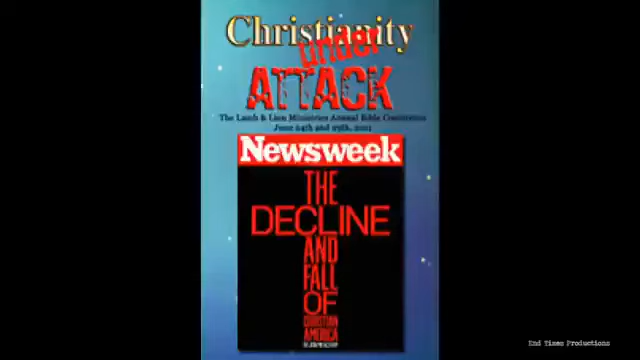 Christianity
under
ATTACK
The Lamb & Lion Ministries Annual Bible Conference
Newsweek
THE
DECLINE
AND
FALL
OF
CHRISTIAN
AMERICA
End Times Productions